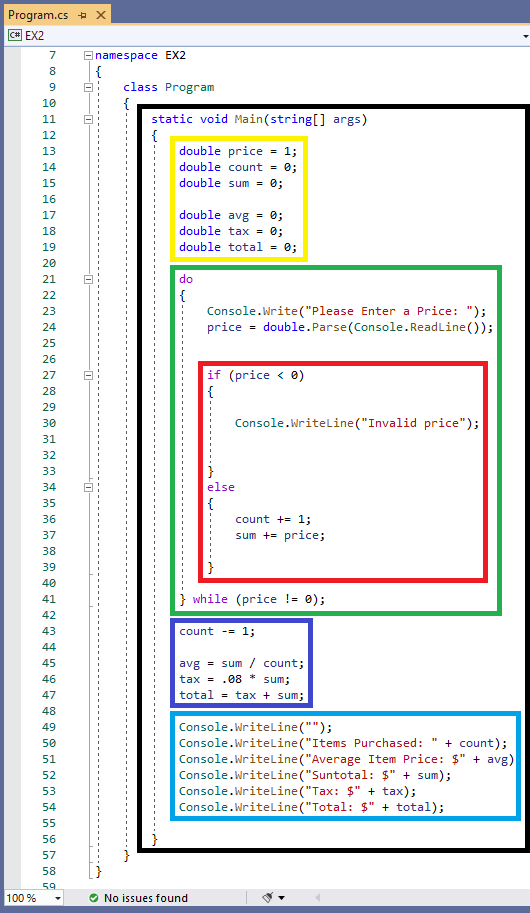 Program.cs
C# EX2
7 namespace EX2
8 {
9 class Program
10 {
11 static void Main(string[] args)
12 {
13 double price = 1;
14 double count = 0;
15 double sum = 0;
16
17 double avg = 0;
18 double tax = 0;
19 double total = 0;
20
21 do
22 {
23 Console.Write("Please Enter a Price: ");
24 price = double.Parse(Console.ReadLine());
25
26
27 if (price < 0)
28 {
29
30 Console.WriteLine("Invalid price");
31
32
33 }
34 else
35 {
36 count += 1;
37 sum += price;
38
39 }
40
41 } while (price != 0);
42
43 count -= 1;
44
45 avg = sum / count;
46 tax = .08 * sum;
47 total = tax + sum;
48
49 Console.WriteLine("");
50 Console.WriteLine("Items Purchased: " + count);
51 Console.WriteLine("Average Item Price: $" + avg)
52 Console.WriteLine("Suntotal: $" + sum);
53 Console.WriteLine("Tax: $" + tax);
54 Console.WriteLine("Total: $" + total);
55
56 }
57 }
58 }
59
100 % No issues found